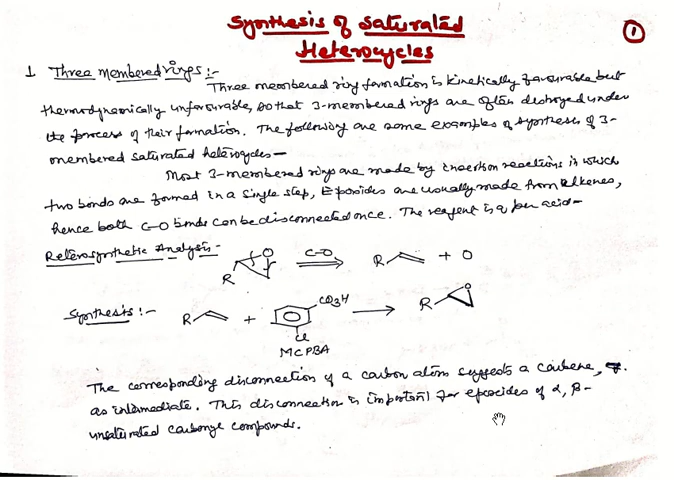 Synthesis of Saturated
Heterocycles
1
1 Three membered rings :-
Three membered ring formation is kinetically favourable but
thermodynamically unfavourable, so that 3-membered rings are often destroyed under
the process of their formation. The following are some examples of synthesis of 3-
membered saturated heterocycles-
Most 3-membered rings are made by insertion reactions in which
two bonds are formed in a single step, Epoxides are usually made from alkenes,
hence both C-O bonds can be disconnected once. The reagent is a per acid-
Retrosynthetic Analysis -
R O C-O R + O
Synthesis :- R + CO3H R O
Cl
MCPBA
The corresponding disconnection of a carbon atom suggests a carbene,
as intermediate. This disconnection is important for epoxides of α, β-
unsaturated carbonyl compounds.